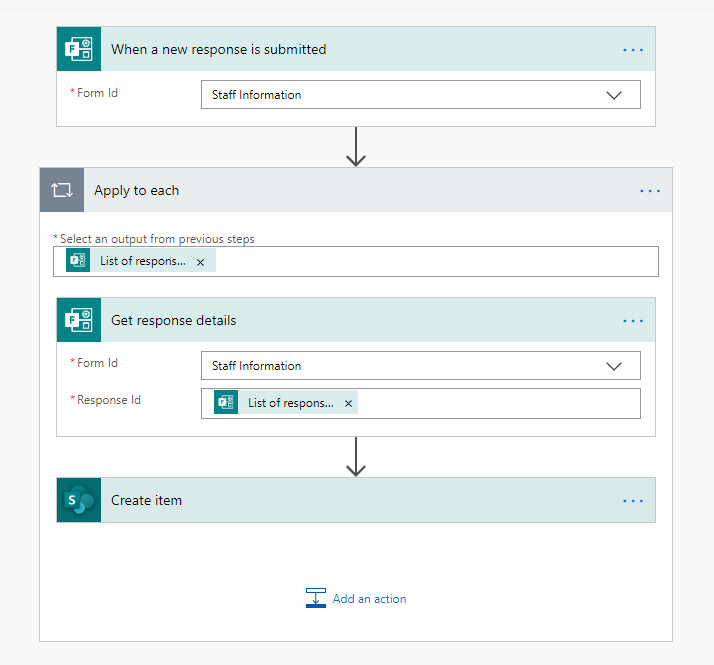 When a new response is submitted
* Form Id
Staff Information
Apply to each
* Select an output from previous steps
List of respons... ×
Get response details
* Form Id
Staff Information
* Response Id
List of respons... ×
Create item
Add an action